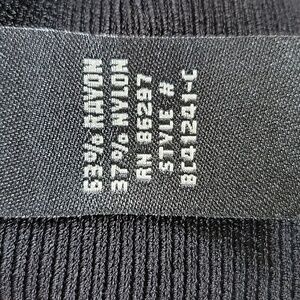 63% RAYON
37% NYLON
RN 86297
STYLE #
BC41241-C